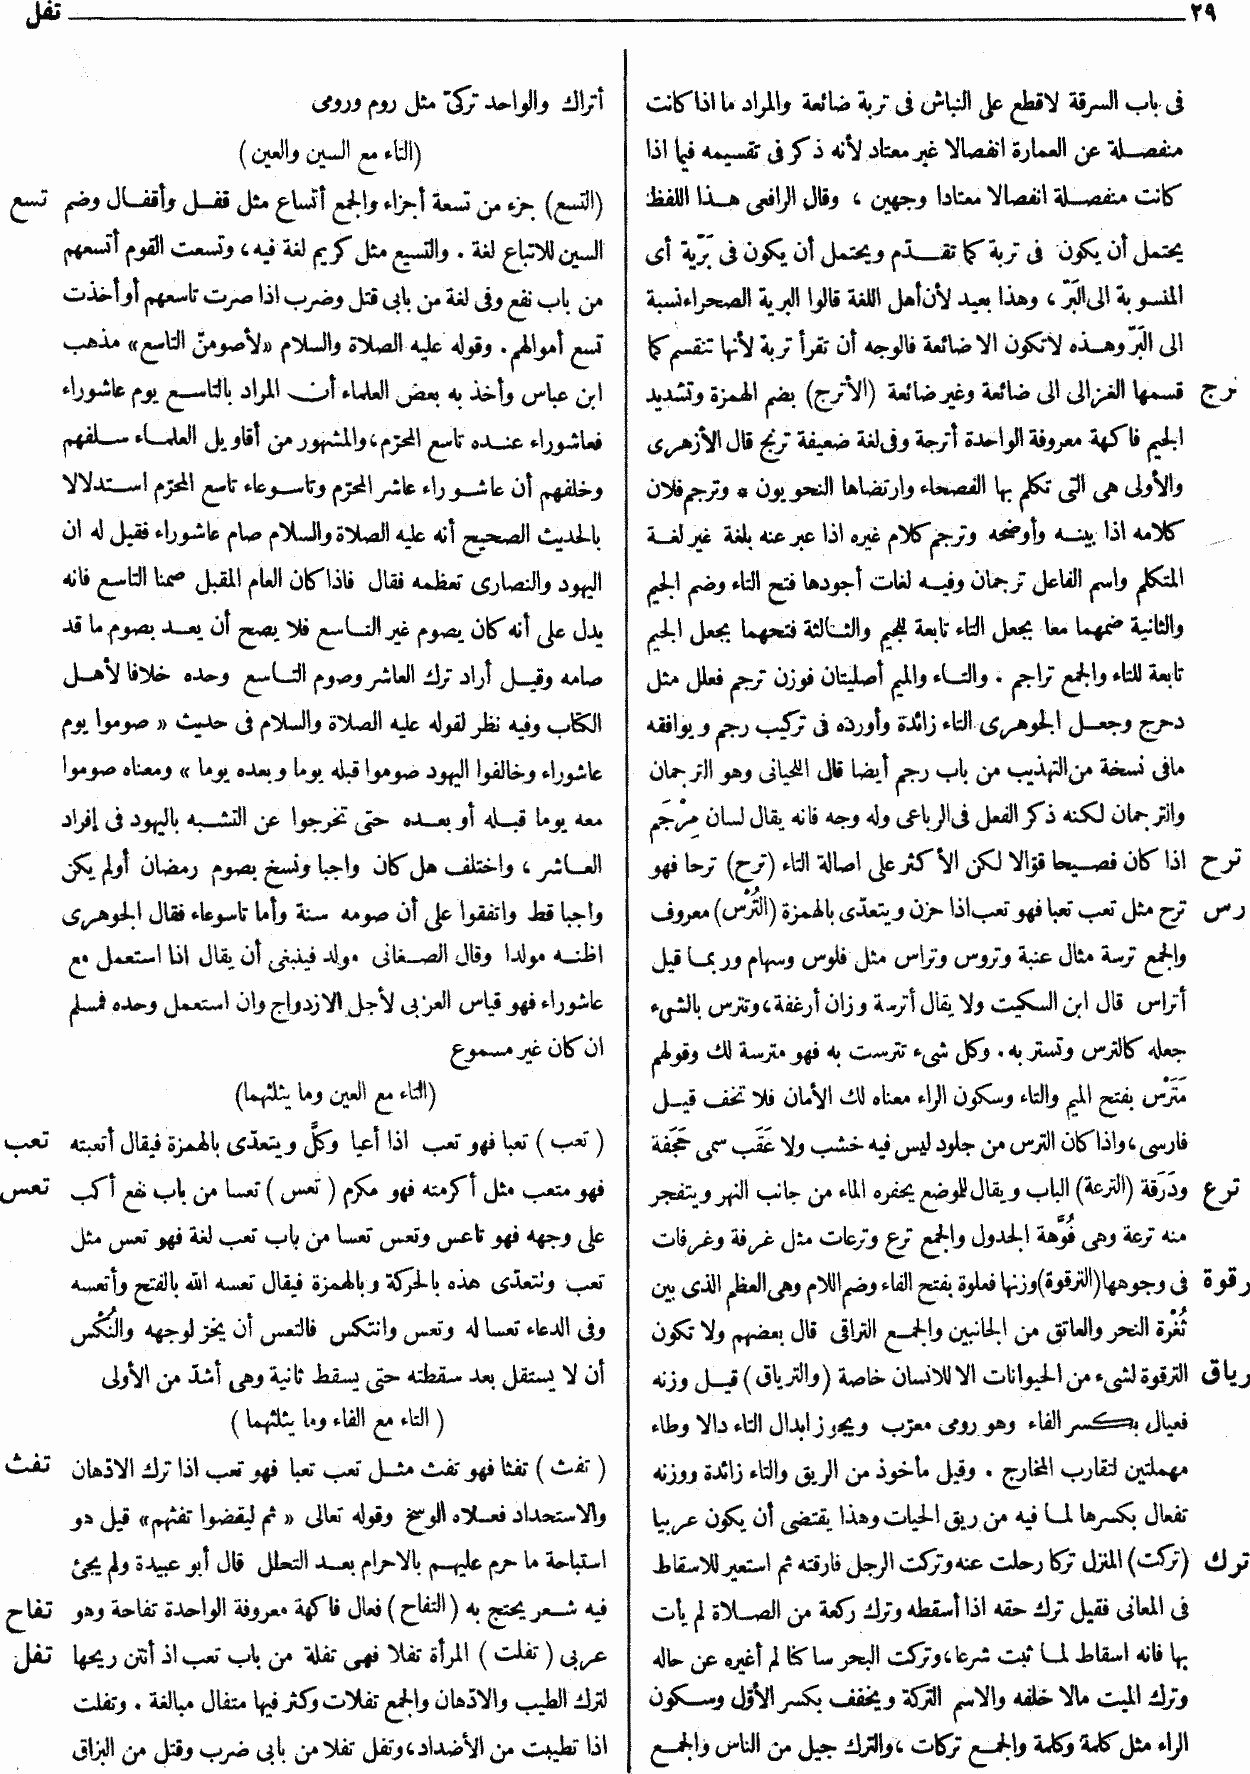 ٢٩ تفل
فى باب السرقة لاقطع على النباش فى تربة ضائعة والمراد ما اذا كانت
منفصلة عن العمارة انفصالا غير معتاد لأنه ذكر فى تقسيمه فيما اذا
كانت منفصلة انفصالا معتادا وجهين ، وقال الرافعى هذا اللفظ
يحتمل أن يكون فى تربة كما تقدّم ويحتمل أن يكون فى بَرّية أى
المنسوبة الى البَرّ ، وهذا بعيد لأن أهل اللغة قالوا البرية الصحراء نسبة
الى البَرّ وهذه لاتكون الا ضائعة فالوجه أن تقرأ تربة لأنها تنقسم كما
ترج قسمها الغزالى الى ضائعة وغير ضائعة (الأترج) بضم الهمزة وتشديد
الجيم فاكهة معروفة الواحدة أترجة وفى لغة ضعيفة ترنج قال الأزهرى
والأولى هى التى تكلم بها الفصحاء وارتضاها النحويون * وترجم فلان
كلامه اذا بينه وأوضحه وترجم كلام غيره اذا عبر عنه بلغة غير لغة
المتكلم واسم الفاعل ترجمان وفيه لغات أجودها فتح التاء وضم الجيم
والثانية ضمهما معا بجعل التاء تابعة للجيم والثالثة فتحهما بجعل الجيم
تابعة للتاء والجمع تراجم . والتاء والميم أصليتان فوزن ترجم فعلل مثل
دحرج وجعل الجوهرى التاء زائدة وأورده فى تركيب رجم ويوافقه
مافى نسخة من التهذيب من باب رجم أيضا قال اللحيانى وهو الترجمان
والترجمان لكنه ذكر الفعل فى الرباعى وله وجه فانه يقال لسان مِرْجَم
ترح اذا كان فصيحا قوّالا لكن الأكثر على اصالة التاء (ترح) ترحا فهو
رس ترح مثل تعب تعبا فهو تعب اذا حزن ويتعدّى بالهمزة (التُّرْس) معروف
والجمع ترسة مثال عنبة وتروس وتراس مثل فلوس وسهام وربما قيل
أتراس قال ابن السكيت ولا يقال أترسة وزان أرغفة، وتترس بالشىء
جعله كالترس وتستر به . وكل شىء تترست به فهو مترسة لك وقولهم
مَتَرْس بفتح الميم والتاء وسكون الراء معناه لك الأمان فلا تخف قيل
فارسى، واذا كان الترس من جلود ليس فيه خشب ولا عَقَب سمى حَجَفة
ترع ودَرَقة (الترعة) الباب ويقال للموضع يحفره الماء من جانب النهر ويتفجر
منه ترعة وهى فُوَّهة الجدول والجمع ترع وترعات مثل غرفة وغرفات
رقوة فى وجوهها (الترقوة) وزنها فعلوة بفتح الفاء وضم اللام وهى العظم الذى بين
ثُغْرة النحر والعاتق من الجانبين والجمع التراقى قال بعضهم ولا تكون
رياق الترقوة لشىء من الحيوانات الا للانسان خاصة (والترياق) قيل وزنه
فعيال بكسر الفاء وهو رومى معرّب ويجوز ابدال التاء دالا وطاء
مهملتين لتقارب المخارج . وقيل مأخوذ من الريق والتاء زائدة ووزنه
تفعال بكسرها لما فيه من ريق الحيات وهذا يقتضى أن يكون عربيا
ترك (تركت) المنزل تركا رحلت عنه وتركت الرجل فارقته ثم استعير للاسقاط
فى المعانى فقيل ترك حقه اذا أسقطه وترك ركعة من الصلاة لم يأت
بها فانه اسقاط لما ثبت شرعا، وتركت البحر ساكنا لم أغيره عن حاله
وترك الميت مالا خلفه والاسم التركة ويخفف بكسر الأوّل وسكون
الراء مثل كلمة وكلمة والجمع تركات ، والترك جيل من الناس والجمع
أتراك والواحد تركىّ مثل روم ورومى
(التاء مع السين والعين)
(التسع) جزء من تسعة أجزاء والجمع أتساع مثل قفل وأقفال وضم تسع
السين للاتباع لغة . والتسيع مثل كريم لغة فيه، وتسعت القوم أتسعهم
من باب نفع وفى لغة من بابى قتل وضرب اذا صرت تاسعهم أو أخذت
تسع أموالهم . وقوله عليه الصلاة والسلام «لأصومنّ التاسع» مذهب
ابن عباس وأخذ به بعض العلماء أن المراد بالتاسع يوم عاشوراء
فعاشوراء عنده تاسع المحرّم، والمشهور من أقاويل العلماء سلفهم
وخلفهم أن عاشوراء عاشر المحرّم وتاسوعاء تاسع المحرّم استدلالا
بالحديث الصحيح أنه عليه الصلاة والسلام صام عاشوراء فقيل له ان
اليهود والنصارى تعظمه فقال فاذا كان العام المقبل صمنا التاسع فانه
يدل على أنه كان يصوم غير التاسع فلا يصح أن يعد بصوم ما قد
صامه وقيل أراد ترك العاشر وصوم التاسع وحده خلافا لأهل
الكتاب وفيه نظر لقوله عليه الصلاة والسلام فى حديث « صوموا يوم
عاشوراء وخالفوا اليهود صوموا قبله يوما وبعده يوما » ومعناه صوموا
معه يوما قبله أو بعده حتى تخرجوا عن التشبه باليهود فى إفراد
العاشر ، واختلف هل كان واجبا ونسخ بصوم رمضان أولم يكن
واجبا قط واتفقوا على أن صومه سنة وأما تاسوعاء فقال الجوهرى
اظنه مولدا وقال الصغانى مولد فينبغى أن يقال اذا استعمل مع
عاشوراء فهو قياس العربى لأجل الازدواج وان استعمل وحده فمسلم
ان كان غير مسموع
(التاء مع العين وما يثلثهما)
(تعب) تعبا فهو تعب اذا أعيا وكلَّ ويتعدّى بالهمزة فيقال أتعبته تعب
فهو متعب مثل أكرمته فهو مكرم (تعس) تعسا من باب نفع أكب تعس
على وجهه فهو تاعس وتعس تعسا من باب تعب لغة فهو تعس مثل
تعب وتتعدّى هذه بالحركة وبالهمزة فيقال تعسه الله بالفتح وأتعسه
وفى الدعاء تعسا له وتعس وانتكس فالتعس أن يخرّ لوجهه والنُّكْس
أن لا يستقل بعد سقطته حتى يسقط ثانية وهى أشدّ من الأولى
(التاء مع الفاء وما يثلثهما)
(تفث) تفثا فهو تفث مثل تعب تعبا فهو تعب اذا ترك الادّهان تفث
والاستحداد فعلاه الوسخ وقوله تعالى « ثم ليقضوا تفثهم» قيل هو
استباحة ما حرم عليهم بالاحرام بعد التحلل قال أبو عبيدة ولم يجئ
فيه شعر يحتج به (التفاح) فعال فاكهة معروفة الواحدة تفاحة وهو تفاح
عربى (تفلت) المرأة تفلا فهى تفلة من باب تعب اذ أنتن ريحها تفل
لترك الطيب والادّهان والجمع تفلات وكثر فيها متفال مبالغة . وتفلت
اذا تطيبت من الأضداد، وتفل تفلا من بابى ضرب وقتل من البزاق